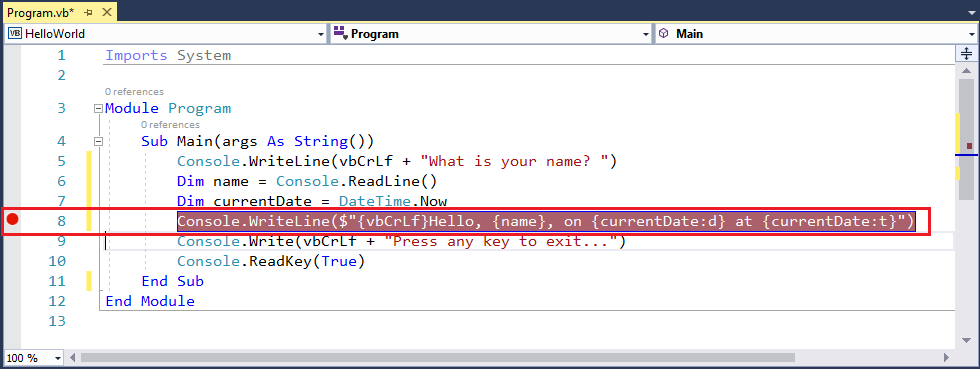 Program.vb*
HelloWorld Program Main
1 Imports System
2
0 references
3 Module Program
0 references
4 Sub Main(args As String())
5 Console.WriteLine(vbCrLf + "What is your name? ")
6 Dim name = Console.ReadLine()
7 Dim currentDate = DateTime.Now
8 Console.WriteLine($"{vbCrLf}Hello, {name}, on {currentDate:d} at {currentDate:t}")
9 Console.Write(vbCrLf + "Press any key to exit...")
10 Console.ReadKey(True)
11 End Sub
12 End Module
13
100 %